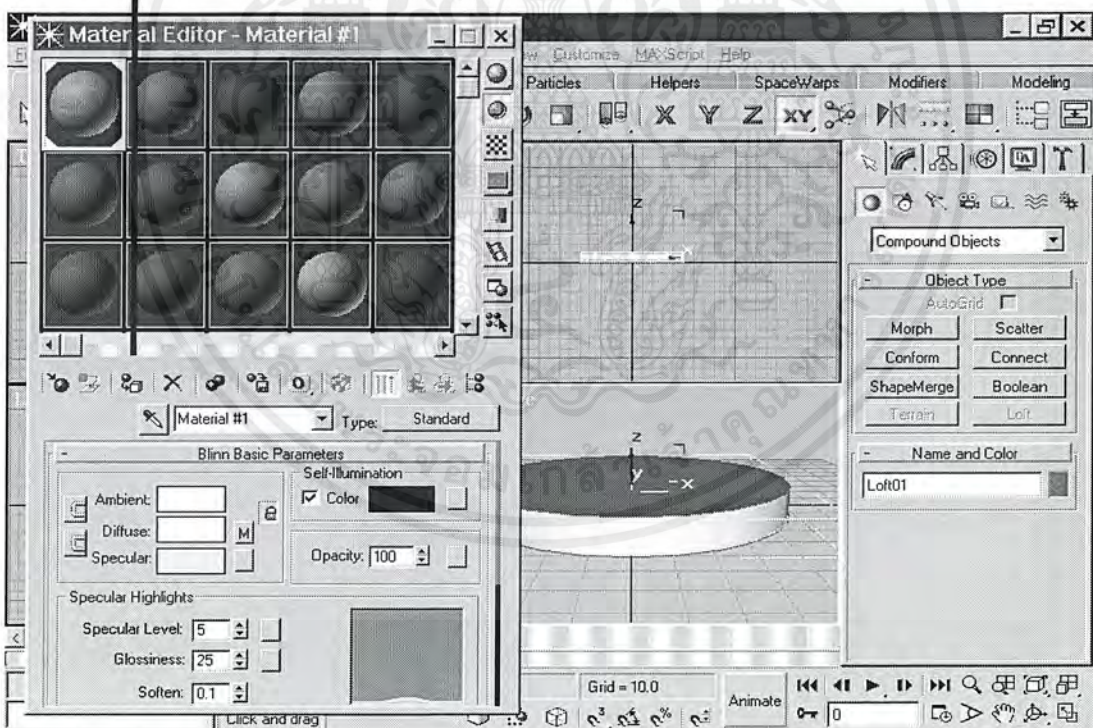 Material Editor - Material #1
Customize MAXScript Help
Particles Helpers SpaceWarps Modifiers Modeling
X Y Z XY
Compound Objects
Object Type
AutoGrid
Morph Scatter
Conform Connect
ShapeMerge Boolean
Terrain Loft
Name and Color
Loft01
z
z
y x
Material #1 Type: Standard
Blinn Basic Parameters
Self-Illumination
Ambient: Color
Diffuse: M
Specular: Opacity: 100
Specular Highlights
Specular Level: 5
Glossiness: 25
Soften: 0.1
Click and drag
Grid = 10.0
Animate
0